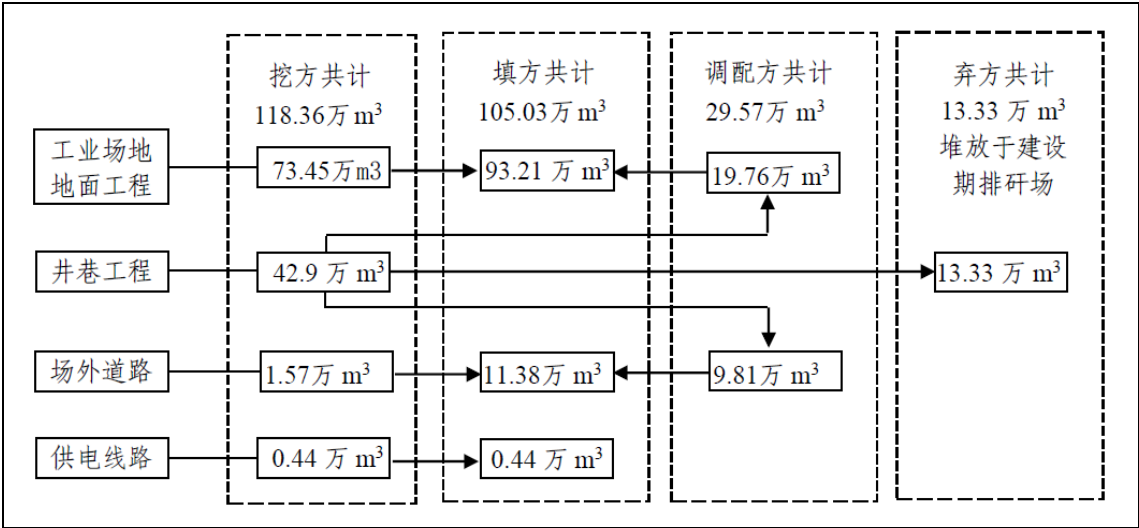 挖方共计
118.36万 m³
填方共计
105.03万 m³
调配方共计
29.57万 m³
弃方共计
13.33 万 m³
堆放于建设
期排矸场
工业场地
地面工程
73.45万m3
93.21 万 m³
19.76万 m³
井巷工程
42.9 万 m³
13.33 万 m³
场外道路
1.57万 m³
11.38万 m³
9.81万 m³
供电线路
0.44 万 m³
0.44 万 m³